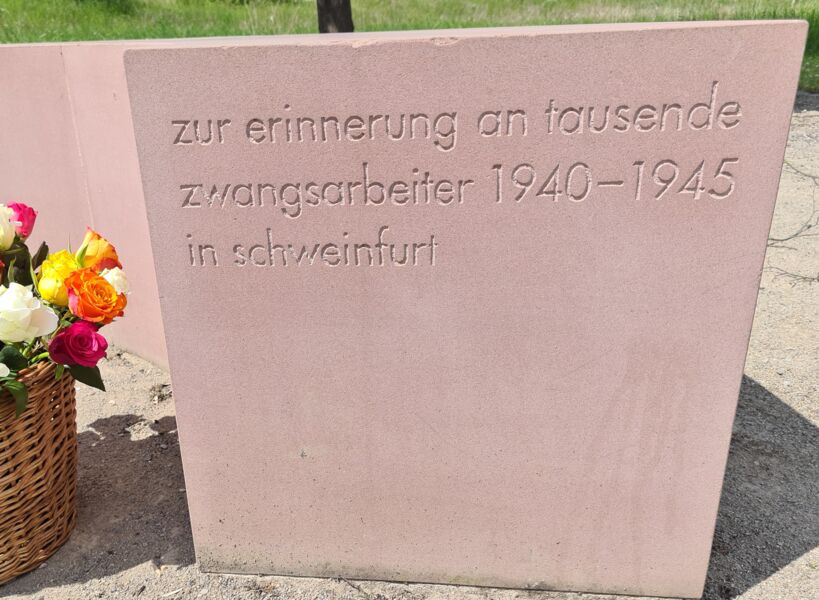 zur erinnerung an tausende
zwangsarbeiter 1940–1945
in schweinfurt